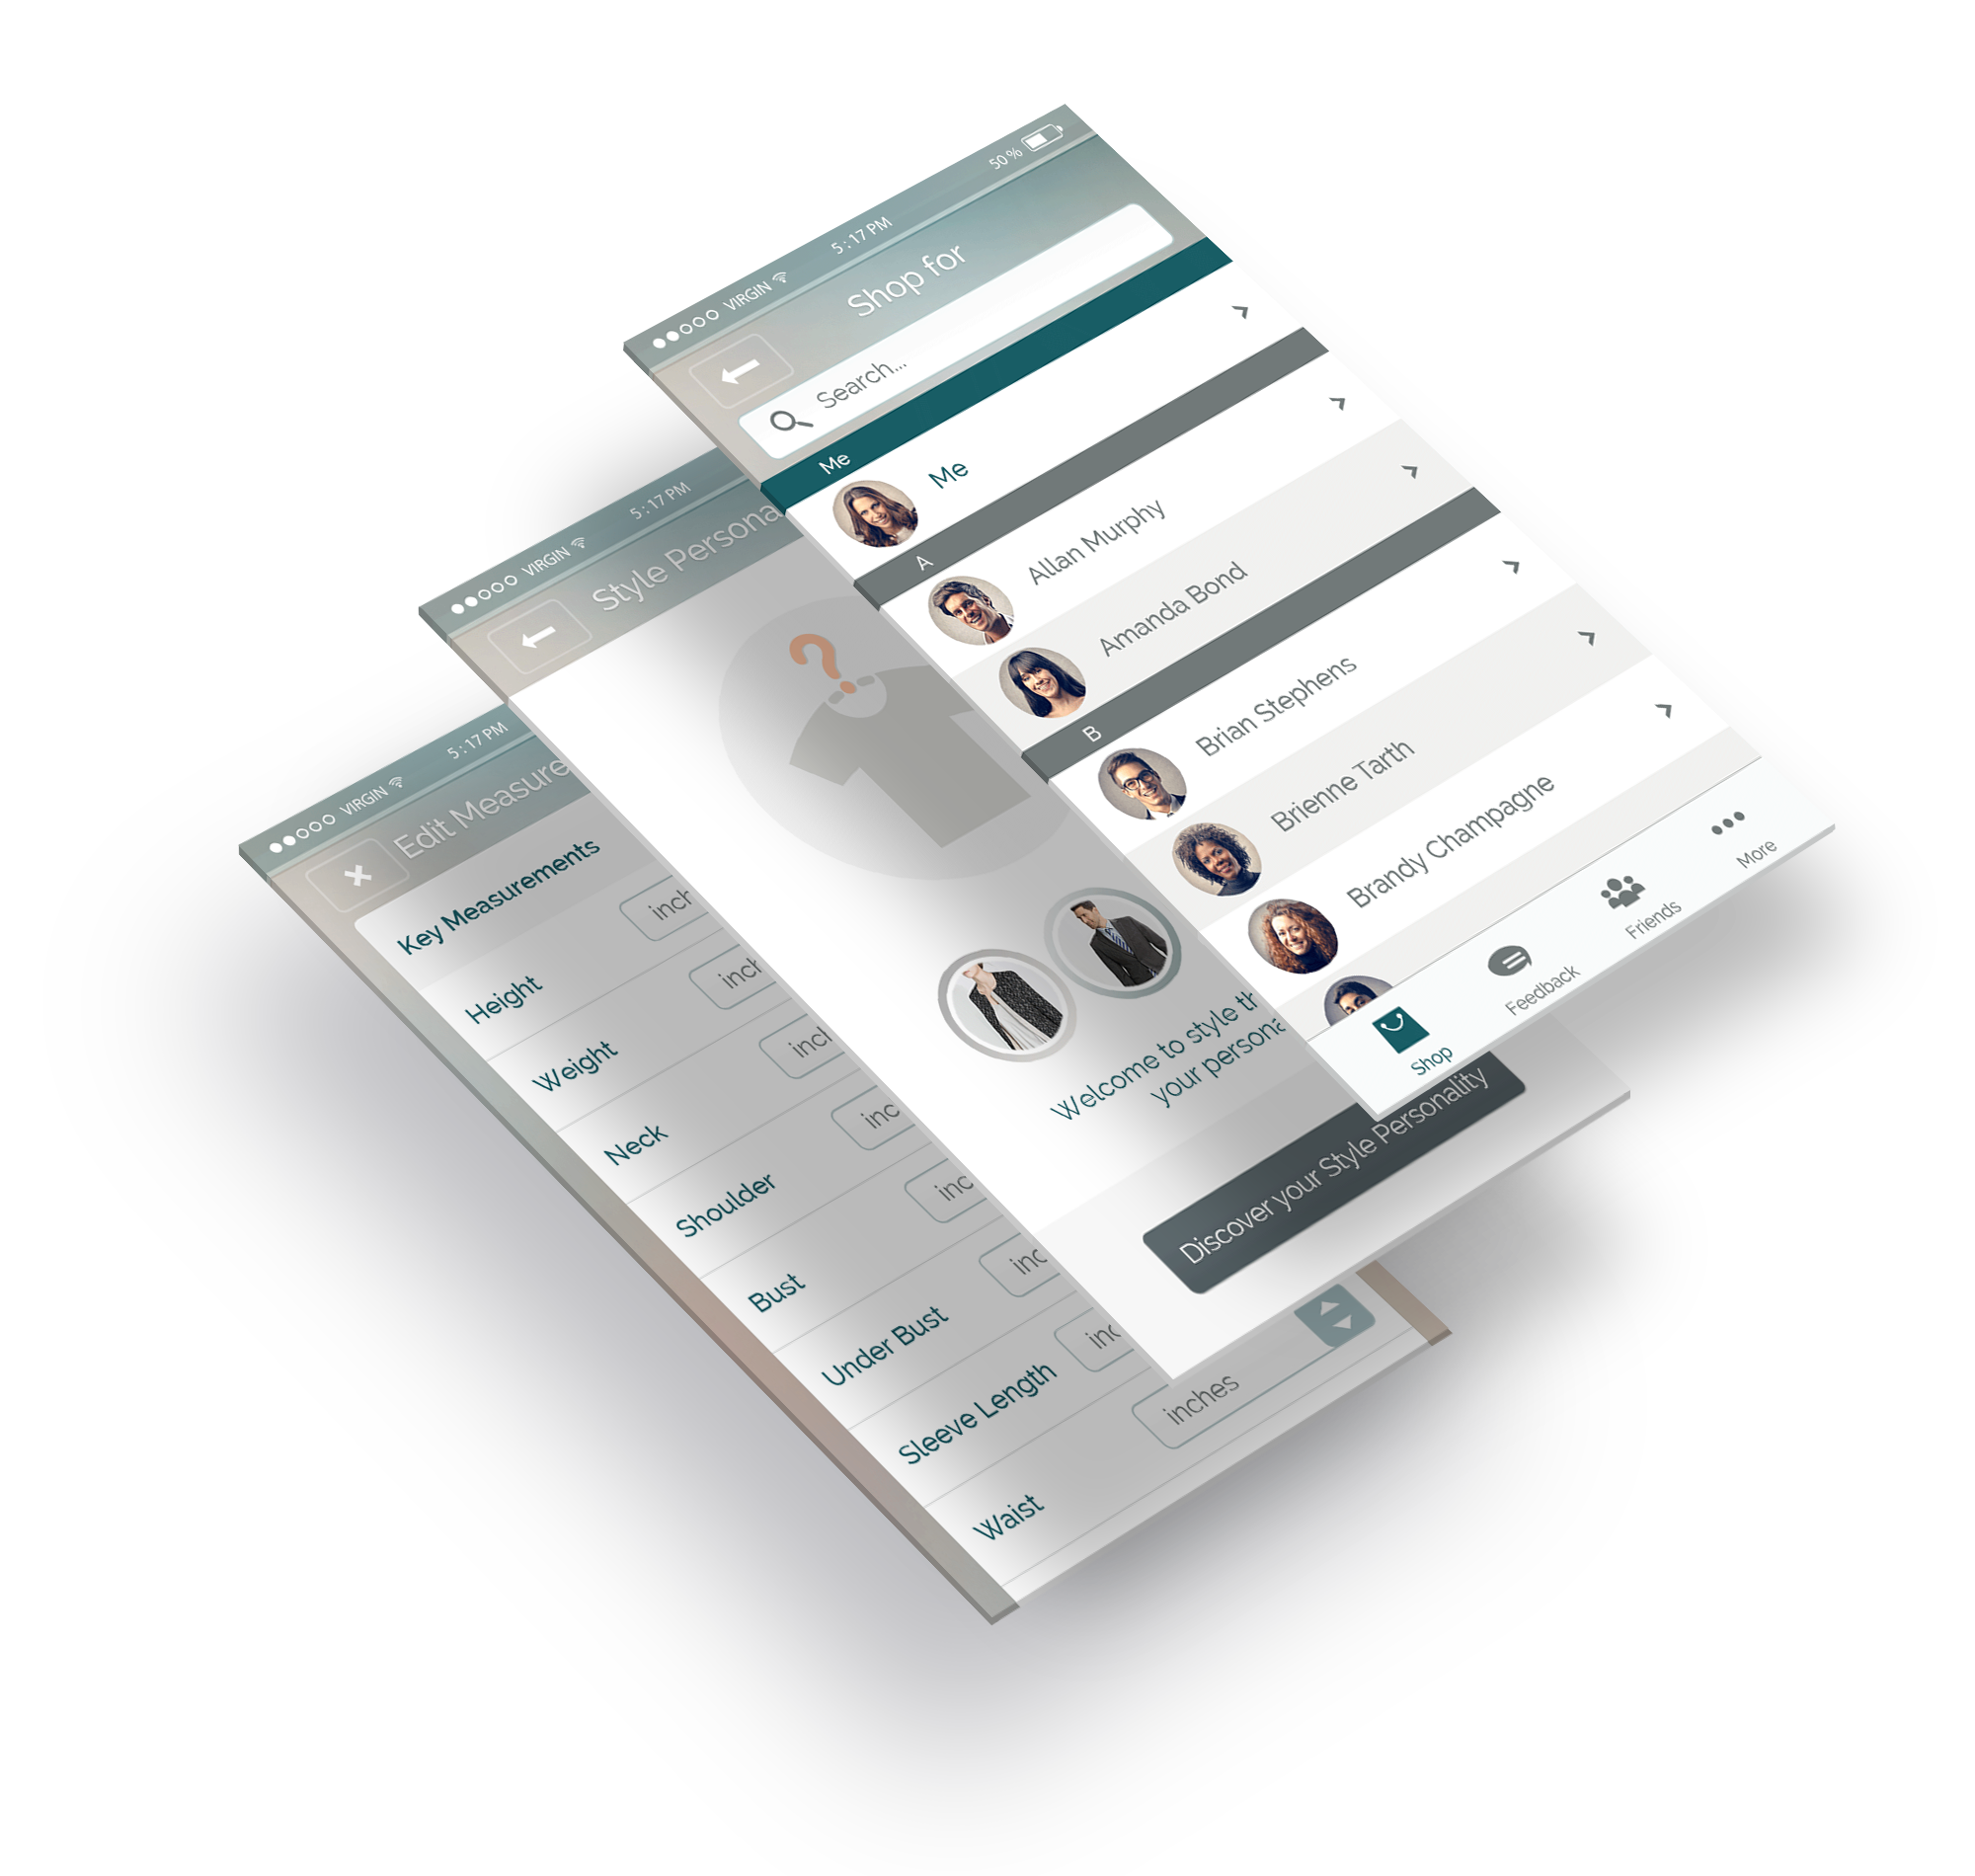 VIRGIN 5:17 PM 50 %
Shop for
Search...
Me
Me
A
Allan Murphy
Amanda Bond
B
Brian Stephens
Brienne Tarth
Brandy Champagne
Shop Feedback Friends More
VIRGIN 5:17 PM
Style Persona
Welcome to style th
your persona
Discover your Style Personality
VIRGIN 5:17 PM
Edit Measure
Key Measurements
Height inch
Weight inch
Neck incl
Shoulder inc
Bust inc
Under Bust inc
Sleeve Length inc
Waist inches